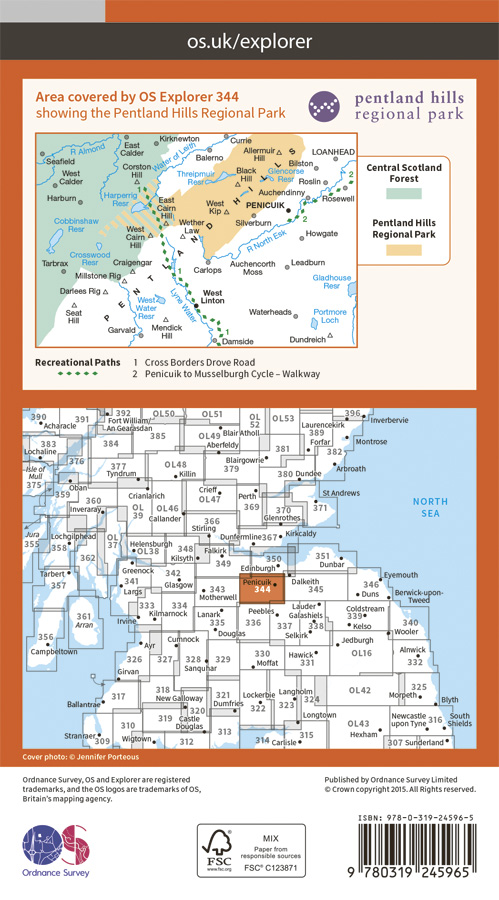 os.uk/explorer
Area covered by OS Explorer 344
showing the Pentland Hills Regional Park
pentland hills
regional park
Kirknewton
R Almond
East
Calder
Water of Leith
Currie
Balerno
Allermuir
Hill
LOANHEAD
Seafield
West
Calder
Corston
Hill
Threipmuir
Resr
Black
Hill
Glencorse
Resr
Bilston
Roslin
2
Harburn
Harperrig
Resr
1
East
Cairn
Hill
West
Kip
Auchendinny
PENICUIK
Rosewell
2
Cobbinshaw
Resr
West
Cairn
Hill
Wether
Law
Silverburn
R North Esk
Howgate
Crosswood
Resr
Tarbrax
Craigengar
Carlops
Auchencorth
Moss
Leadburn
Millstone Rig
PENTLAND HILLS
1
Gladhouse
Resr
Darlees Rig
West
Water
Resr
Lyne Water
West
Linton
Seat
Hill
Waterheads
Portmore
Loch
Garvald
Mendick
Hill
1
Damside
Dundreich
Central Scotland
Forest
Pentland Hills
Regional Park
Recreational Paths
1 Cross Borders Drove Road
2 Penicuik to Musselburgh Cycle – Walkway
390
391
392
OL50
OL51
OL
52
OL53
396
Inverbervie
Acharacle
Fort William/
An Gearasdan
385
OL49
Blair Atholl
Laurencekirk
389
Forfar
Montrose
383
384
Aberfeldy
381
382
Lochaline
376
377
OL48
Blairgowrie
379
380
Dundee
Arbroath
Isle of
Mull
375
Tyndrum
Killin
359
Oban
Crianlarich
Crieff
OL47
Perth
St Andrews
360
Inveraray
OL
39
OL46
Callander
369
370
Glenrothes
371
NORTH
SEA
366
Stirling
Jura
355
Lochgilphead
358
OL
37
Helensburgh
OL38
348
Kilsyth
Falkirk
349
Dunfermline
367
Kirkcaldy
362
350
Edinburgh
351
Dunbar
Tarbert
357
Greenock
341
Largs
342
Glasgow
343
Motherwell
Penicuik
344
Dalkeith
345
346
Duns
Eyemouth
Berwick-upon-
Tweed
361
Arran
333
334
Kilmarnock
Lanark
335
Peebles
336
Lauder
Galashiels
337
338
Coldstream
339
Kelso
340
Wooler
Irvine
Douglas
Selkirk
356
Campbeltown
Ayr
Cumnock
Jedburgh
326
327
328
Sanquhar
329
330
Moffat
Hawick
331
OL16
Alnwick
332
Girvan
Ballantrae
317
318
New Galloway
321
Dumfries
Lockerbie
322
Langholm
323
324
OL42
325
Morpeth
Blyth
319
320
Castle
Douglas
Longtown
Newcastle
upon Tyne
316
South
Shields
310
Wigtown
OL43
Hexham
Stranraer
309
312
313
314
Carlisle
315
307
Sunderland
Cover photo: © Jennifer Porteous
Ordnance Survey, OS and Explorer are registered
trademarks, and the OS logos are trademarks of OS,
Britain's mapping agency.
Published by Ordnance Survey Limited
© Crown copyright 2015. All Rights reserved.
OS
Ordnance Survey
FSC
www.fsc.org
MIX
Paper from
responsible sources
FSC® C123871
ISBN: 978-0-319-24596-5
9 780319 245965